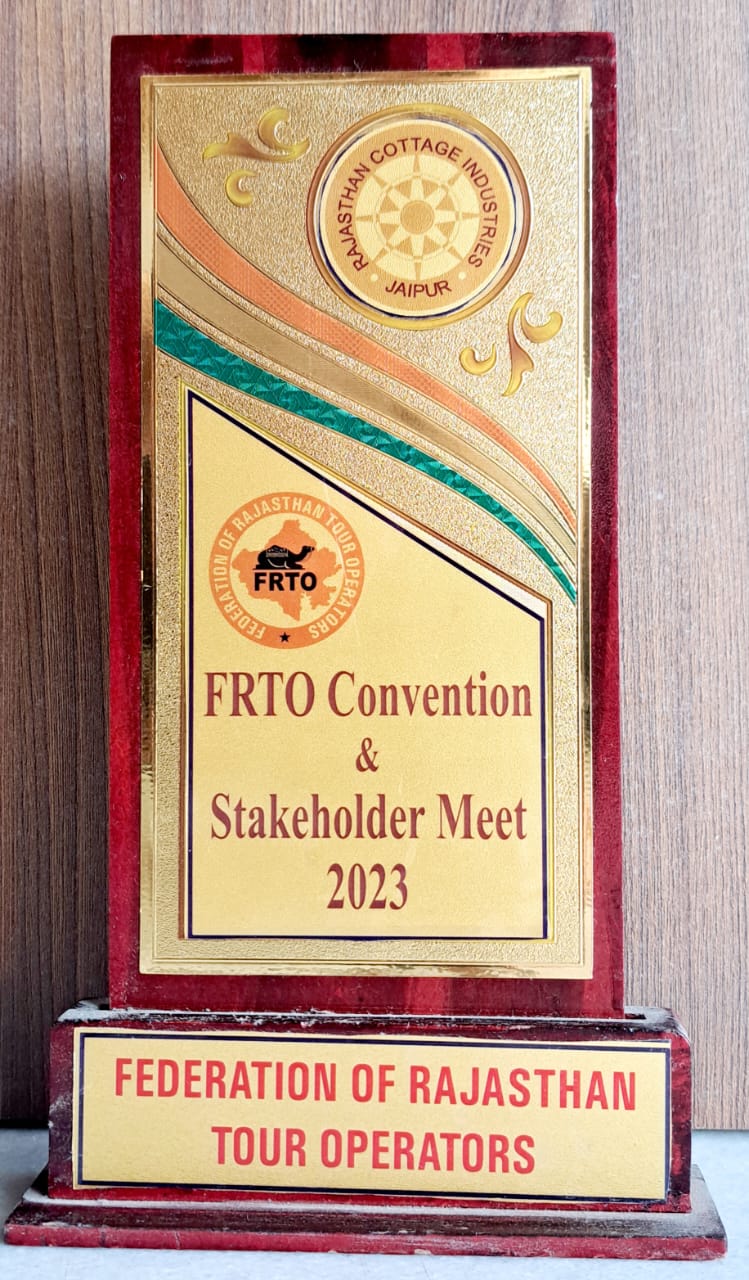 RAJASTHAN COTTAGE INDUSTRIES
JAIPUR
FEDERATION OF RAJASTHAN TOUR OPERATORS
FRTO
FRTO Convention
&
Stakeholder Meet
2023
FEDERATION OF RAJASTHAN
TOUR OPERATORS